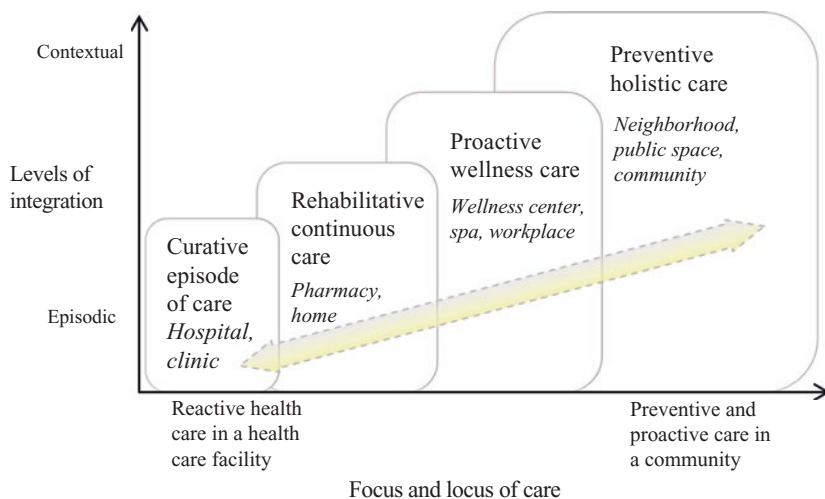 Contextual
Levels of
integration
Episodic
Curative
episode
of care
Hospital,
clinic
Rehabilitative
continuous
care
Pharmacy,
home
Proactive
wellness care
Wellness center,
spa, workplace
Preventive
holistic care
Neighborhood,
public space,
community
Reactive health
care in a health
care facility
Preventive and
proactive care in
a community
Focus and locus of care